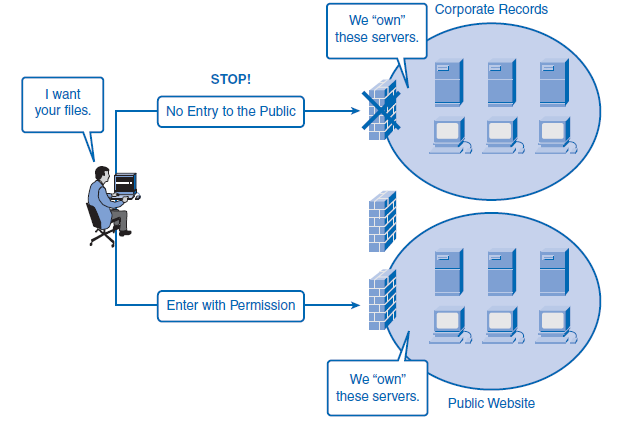 We “own”
these servers.
Corporate Records
STOP!
I want
your files.
No Entry to the Public
Enter with Permission
We “own”
these servers.
Public Website